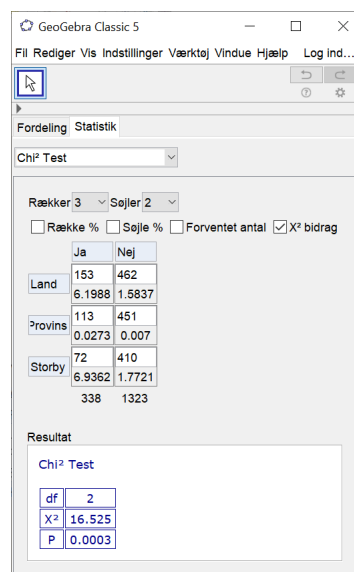 GeoGebra Classic 5
Fil Rediger Vis Indstillinger Værktøj Vindue Hjælp Log ind...
Fordeling Statistik
Chi² Test
Rækker 3 Søjler 2
Række % Søjle % Forventet antal X² bidrag
Ja Nej
Land 153 462
6.1988 1.5837
Provins 113 451
0.0273 0.007
Storby 72 410
6.9362 1.7721
338 1323
Resultat
Chi² Test
df 2
X² 16.525
P 0.0003